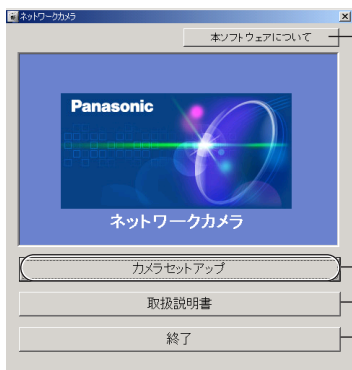 ネットワークカメラ
本ソフトウェアについて
Panasonic
ネットワークカメラ
カメラセットアップ
取扱説明書
終了